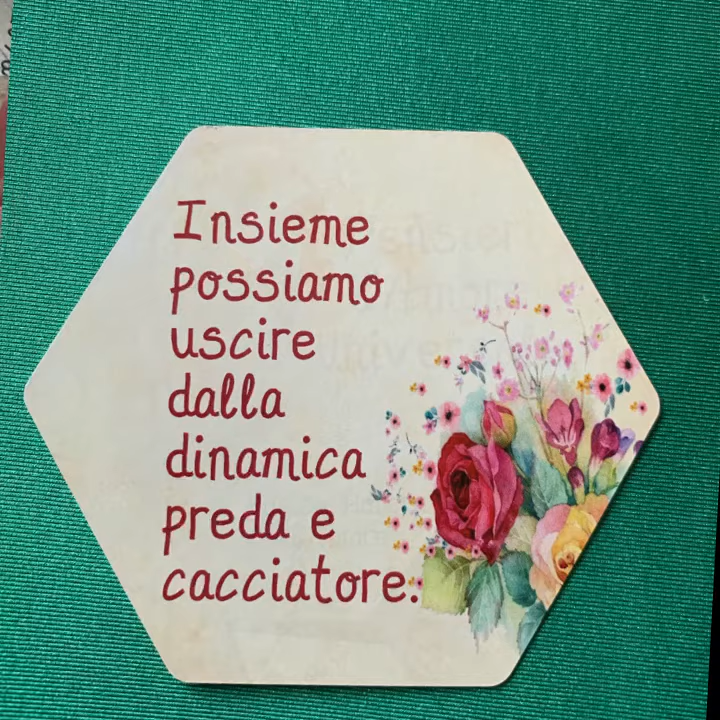 Insieme
possiamo
uscire
dalla
dinamica
preda e
cacciatore.